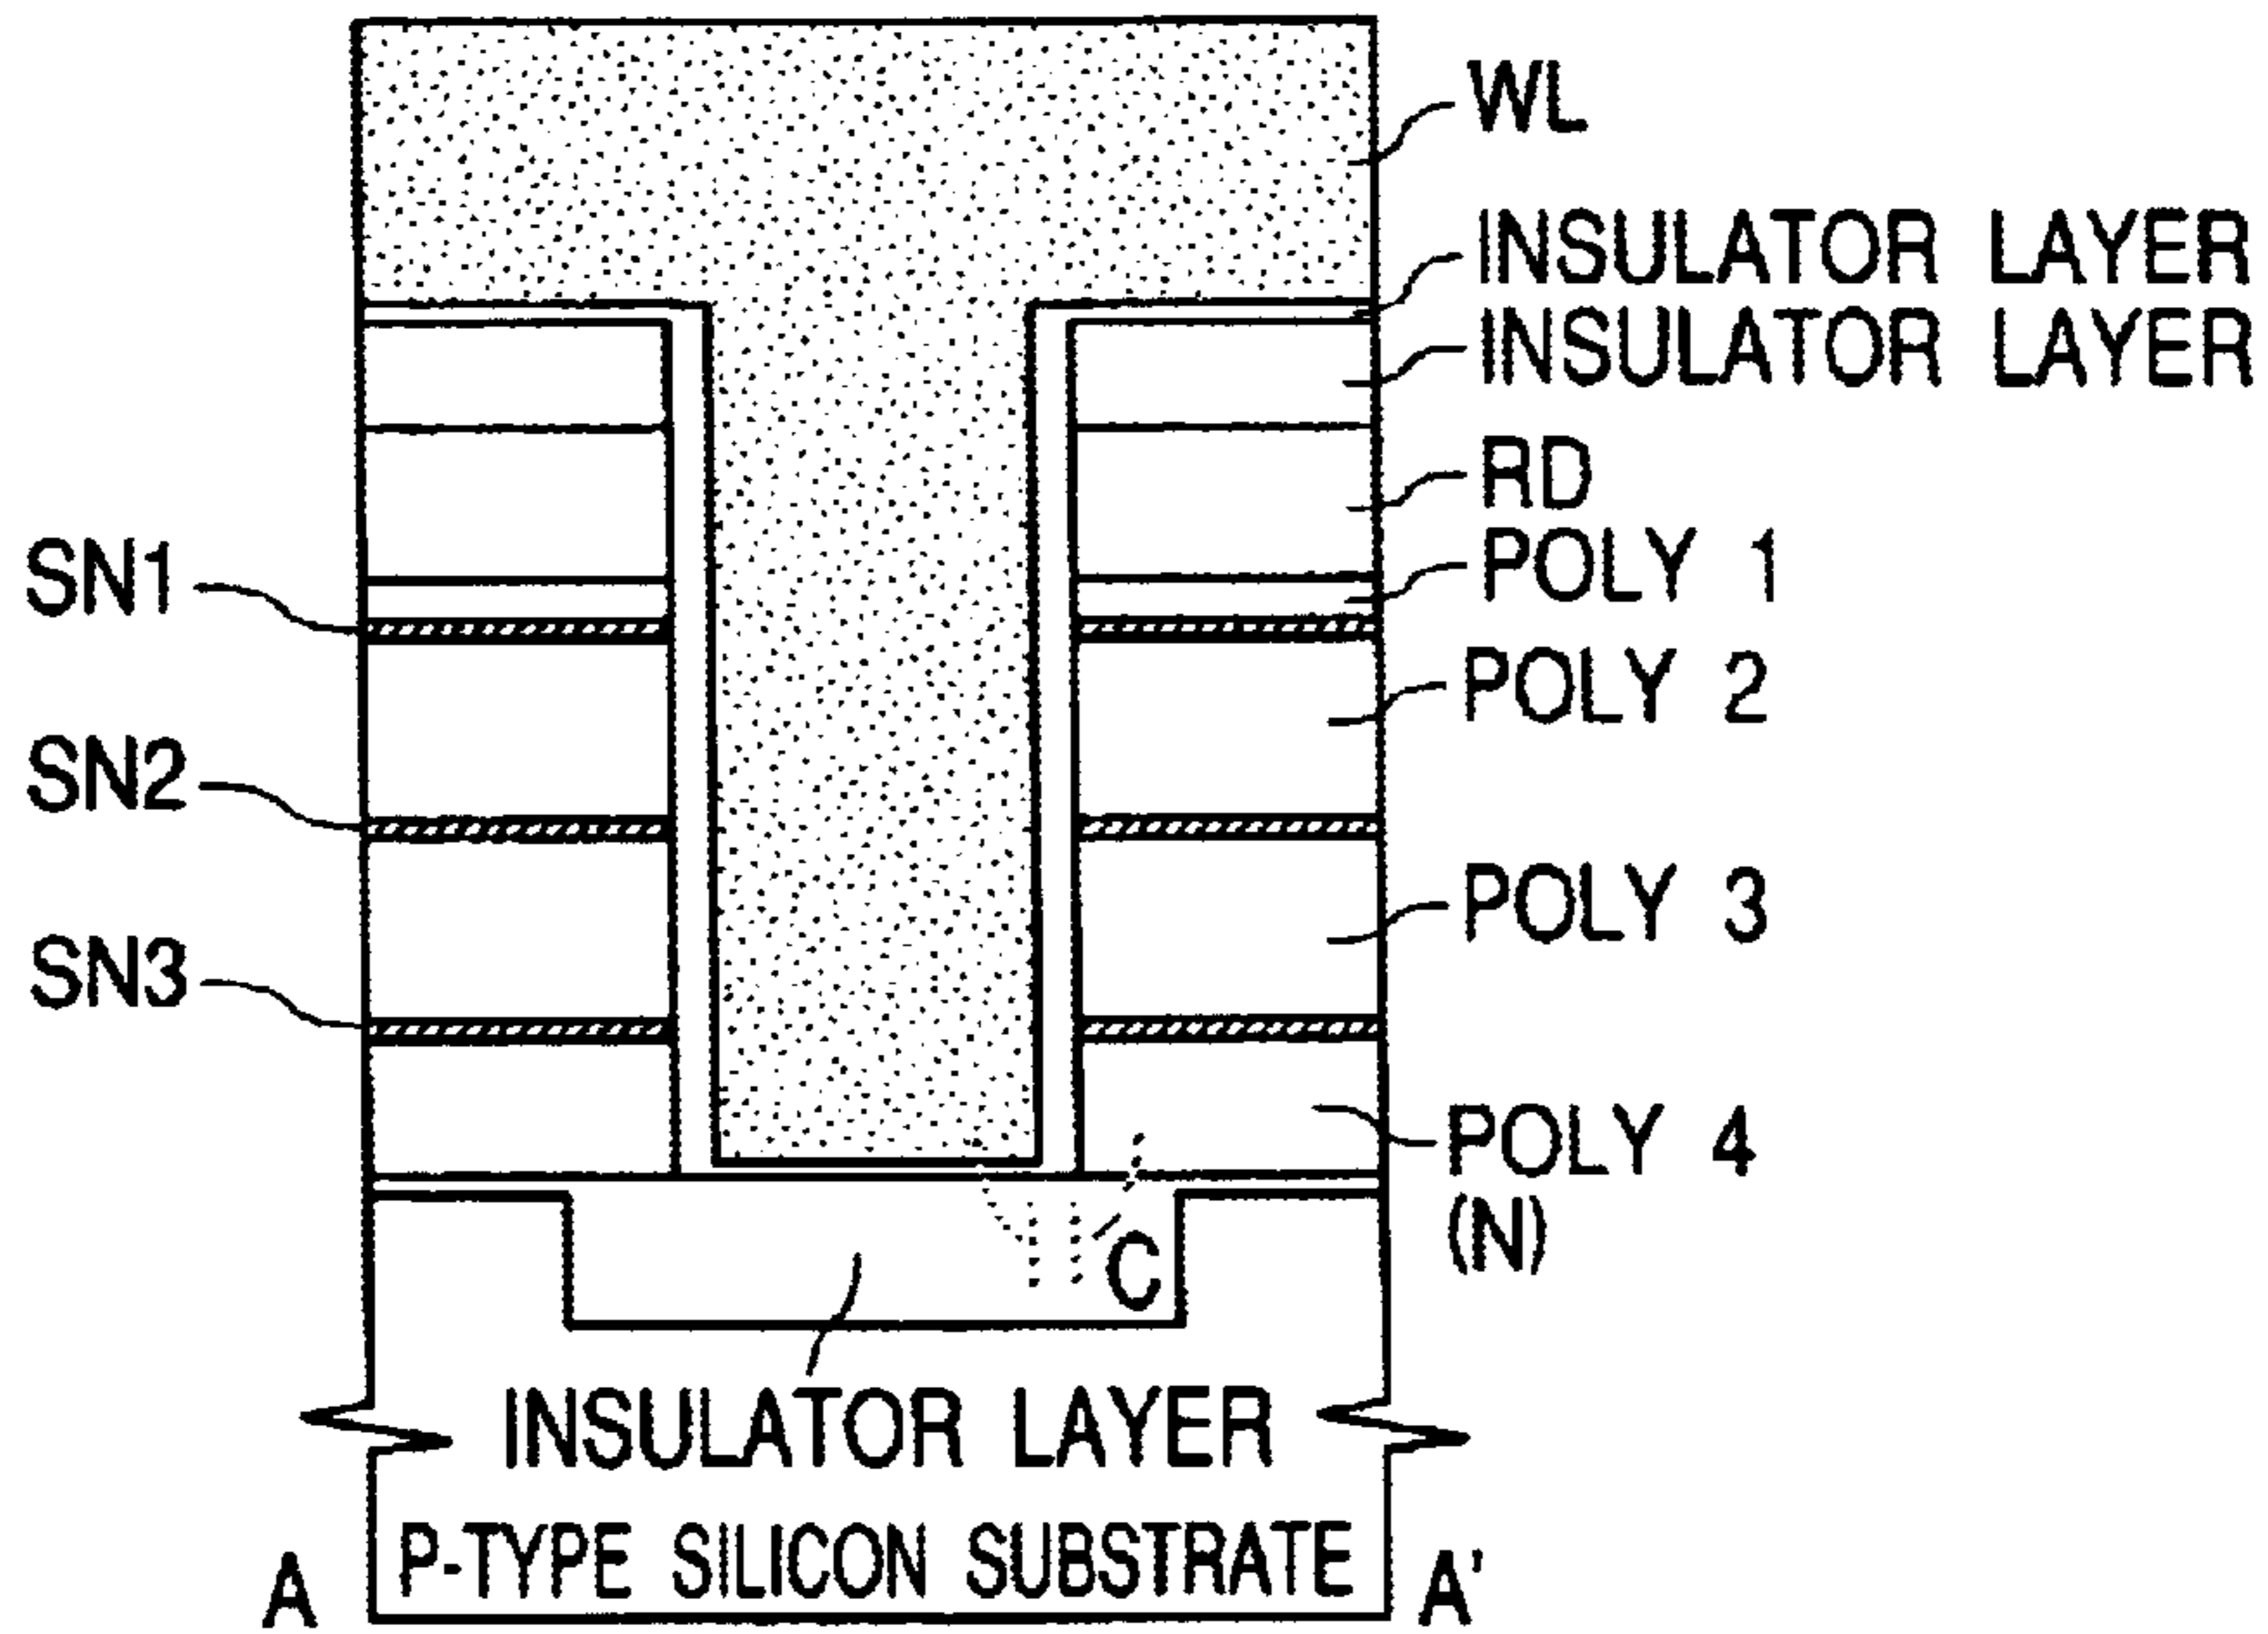 WL
INSULATOR LAYER
INSULATOR LAYER
RD
SN1
POLY 1
POLY 2
SN2
POLY 3
SN3
POLY 4
(N)
C
INSULATOR LAYER
P-TYPE SILICON SUBSTRATE
A
A'